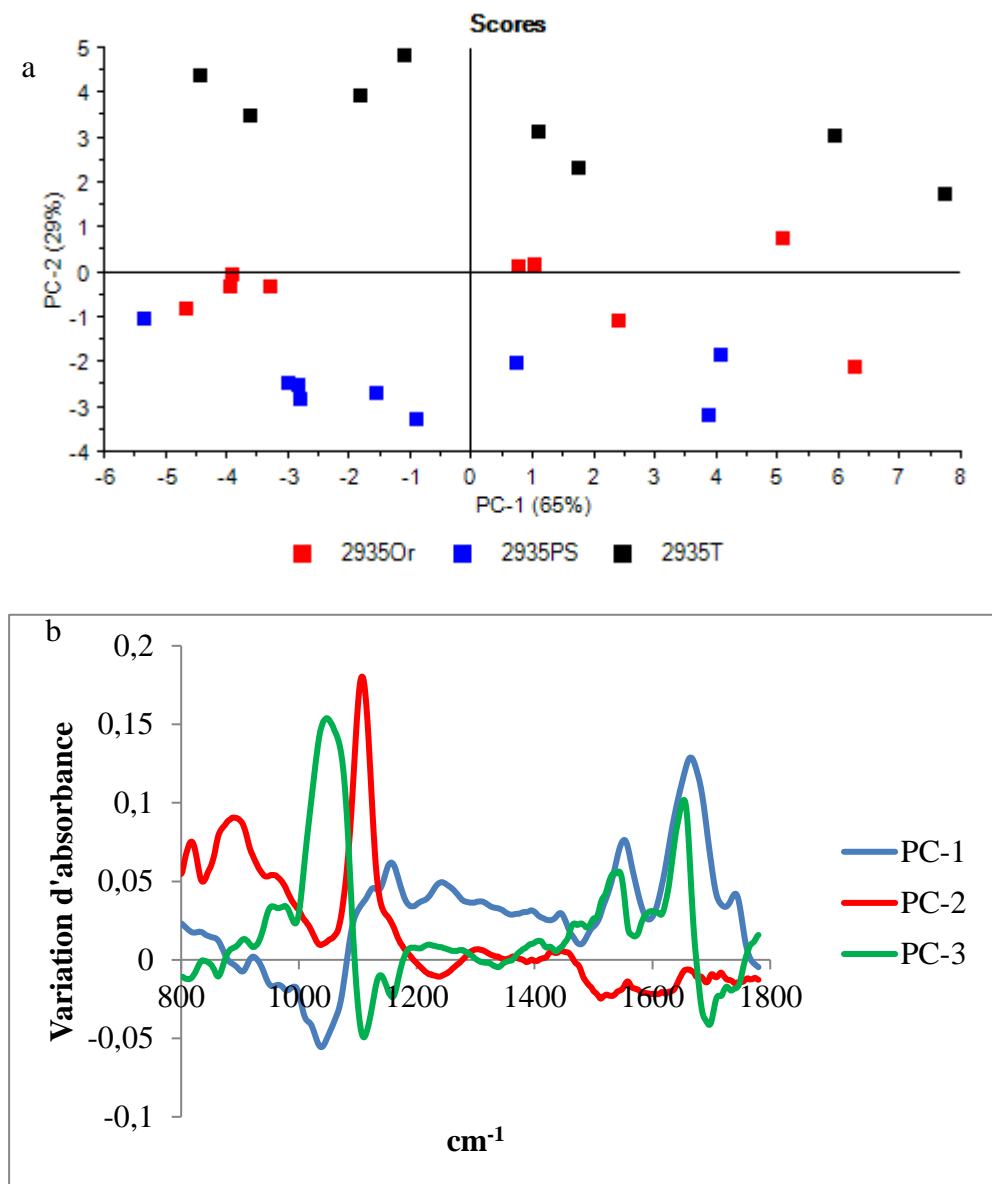 Scores
a
5
4
3
2
1
0
-1
-2
-3
-4
PC-2 (29%)
-6 -5 -4 -3 -2 -1 0 1 2 3 4 5 6 7 8
PC-1 (65%)
2935Or 2935PS 2935T
b
0,2
0,15
0,1
0,05
0
-0,05
-0,1
Variation d'absorbance
800 1000 1200 1400 1600 1800
cm-1
PC-1
PC-2
PC-3